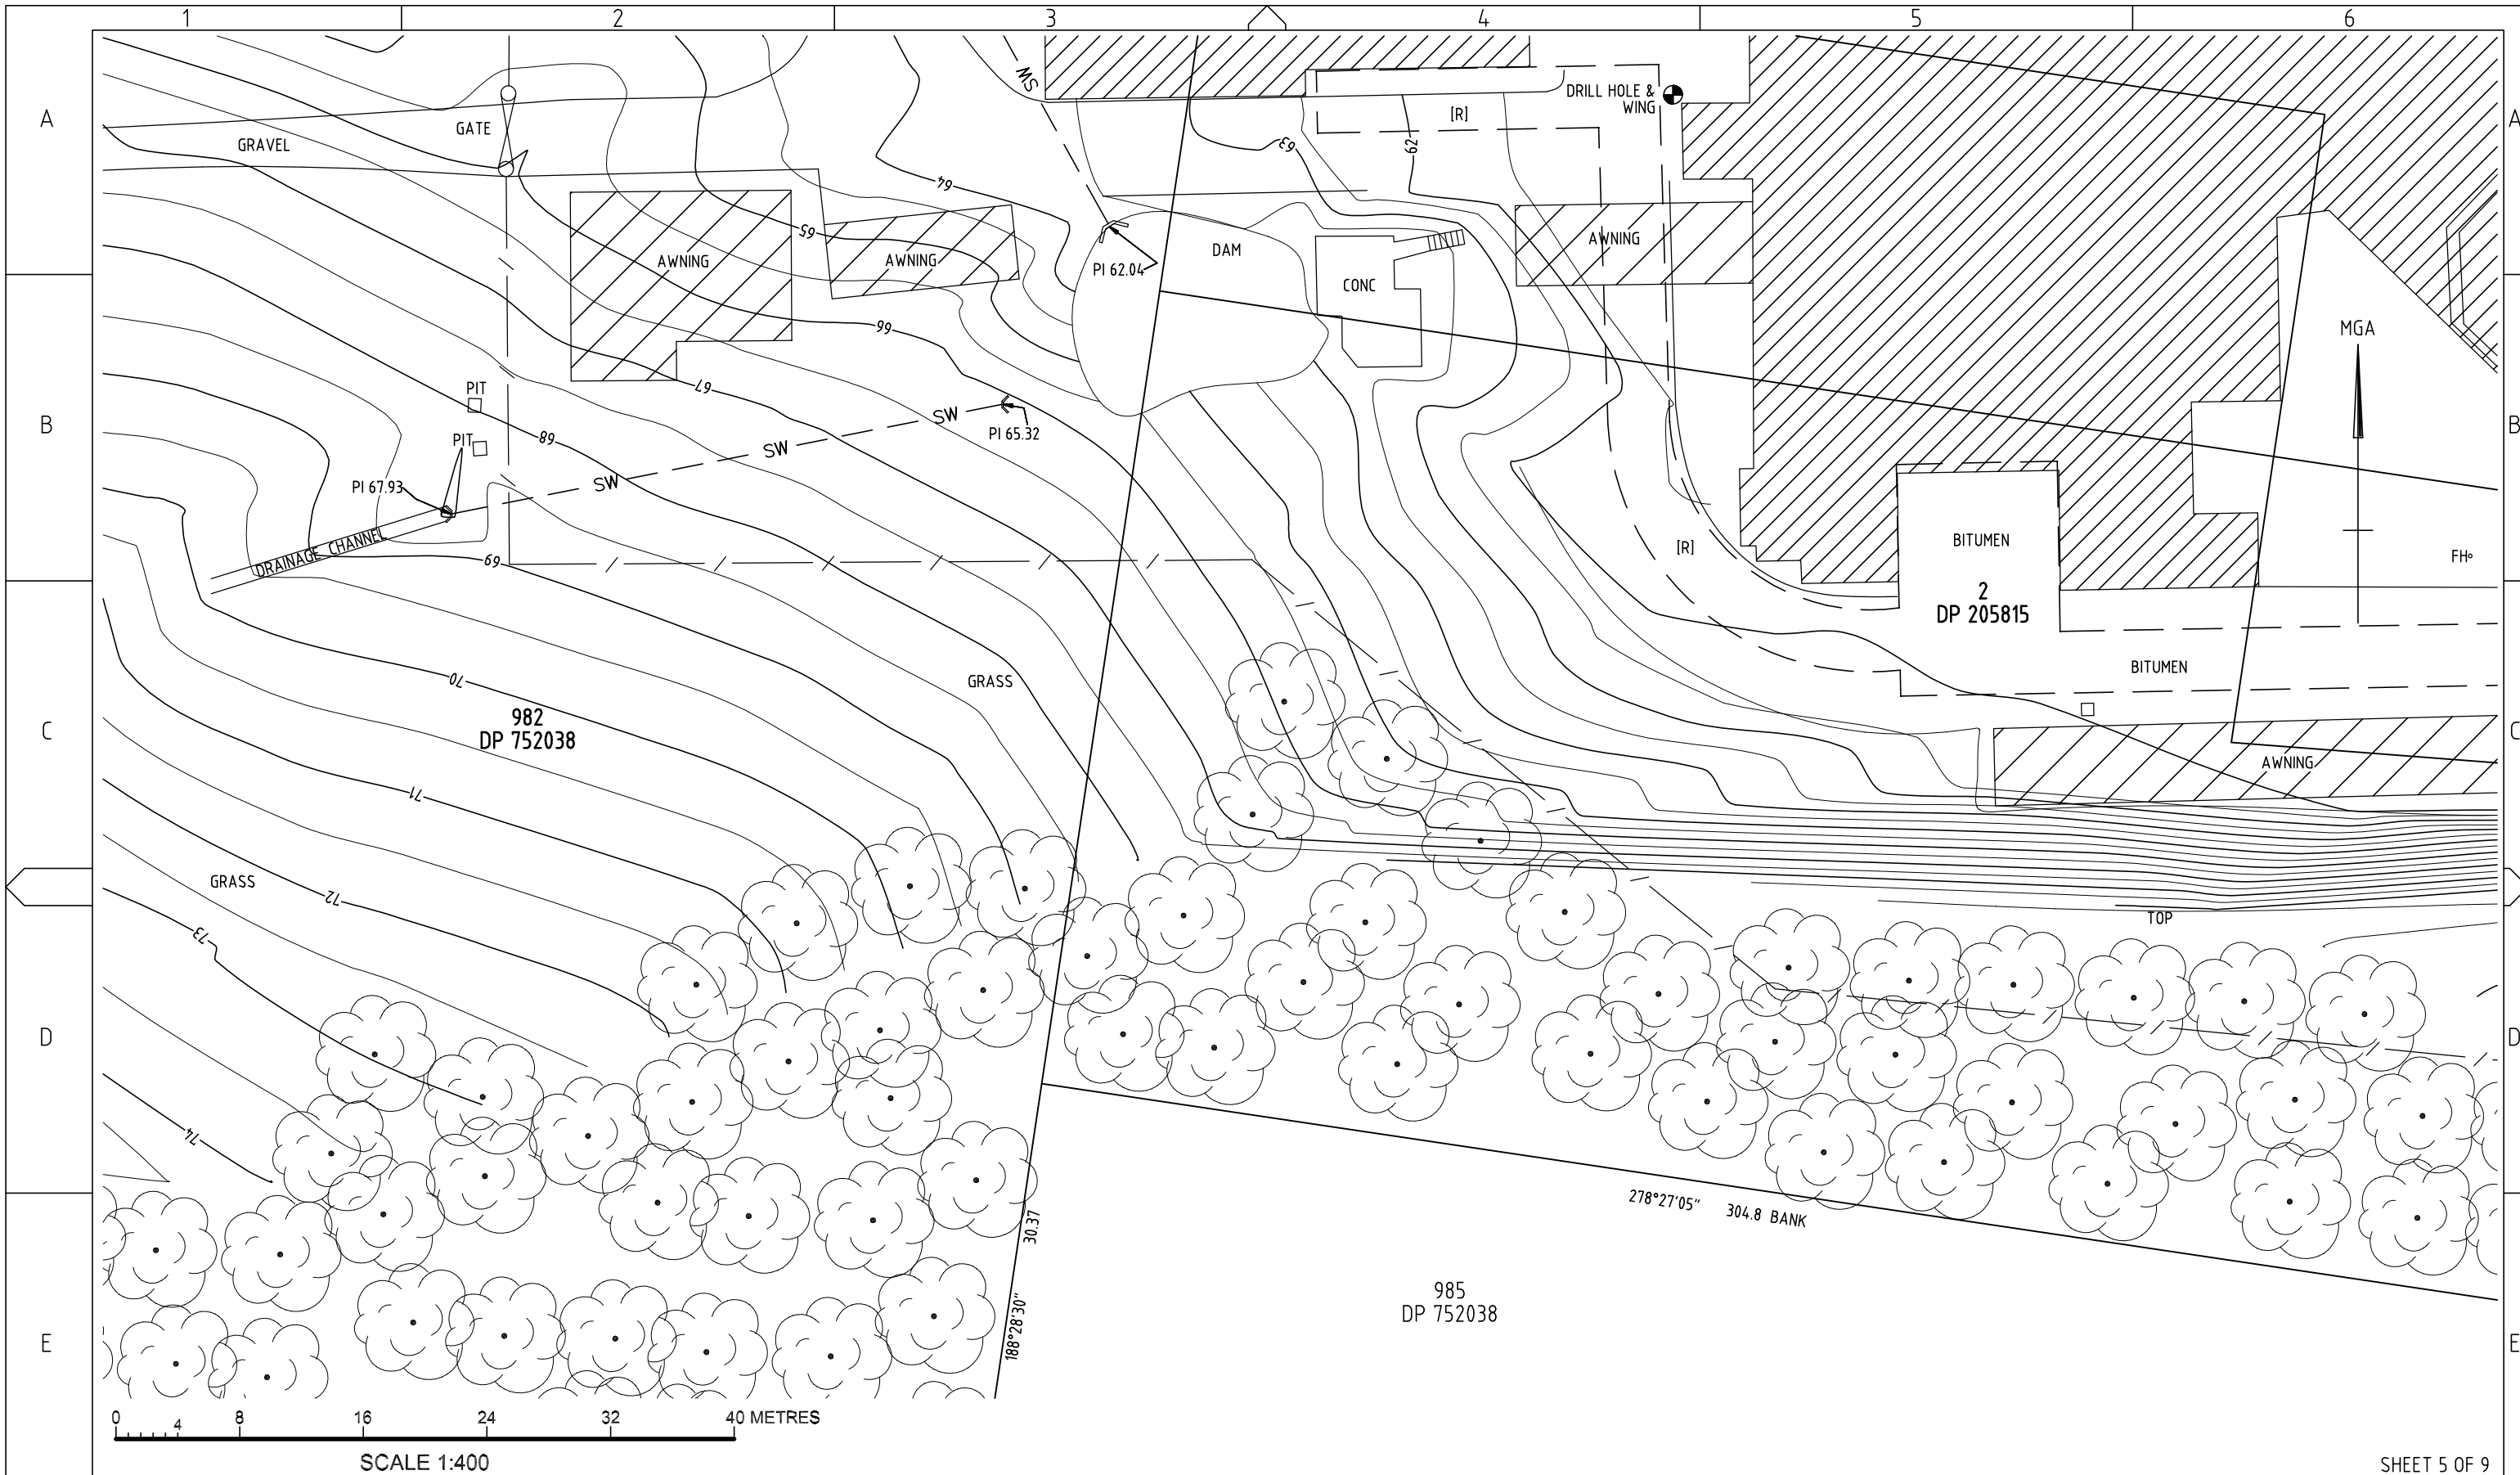 1 2 3 4 5 6
A
GATE
GRAVEL
SW
DRILL HOLE &
WING
[R]
63
62
A
64
65
AWNING
AWNING
DAM
PI 62.04
AWNING
CONC
66
67
MGA
B
PIT
PIT
68
SW
SW
SW
PI 65.32
PI 67.93
B
DRAINAGE CHANNEL
69
[R]
BITUMEN
FH
2
DP 205815
BITUMEN
70
GRASS
C
982
DP 752038
C
AWNING
71
GRASS
72
73
TOP
D
D
74
278°27'05" 304.8 BANK
30.37
188°28'30"
985
DP 752038
E
E
0 4 8 16 24 32 40 METRES
SCALE 1:400
SHEET 5 OF 9